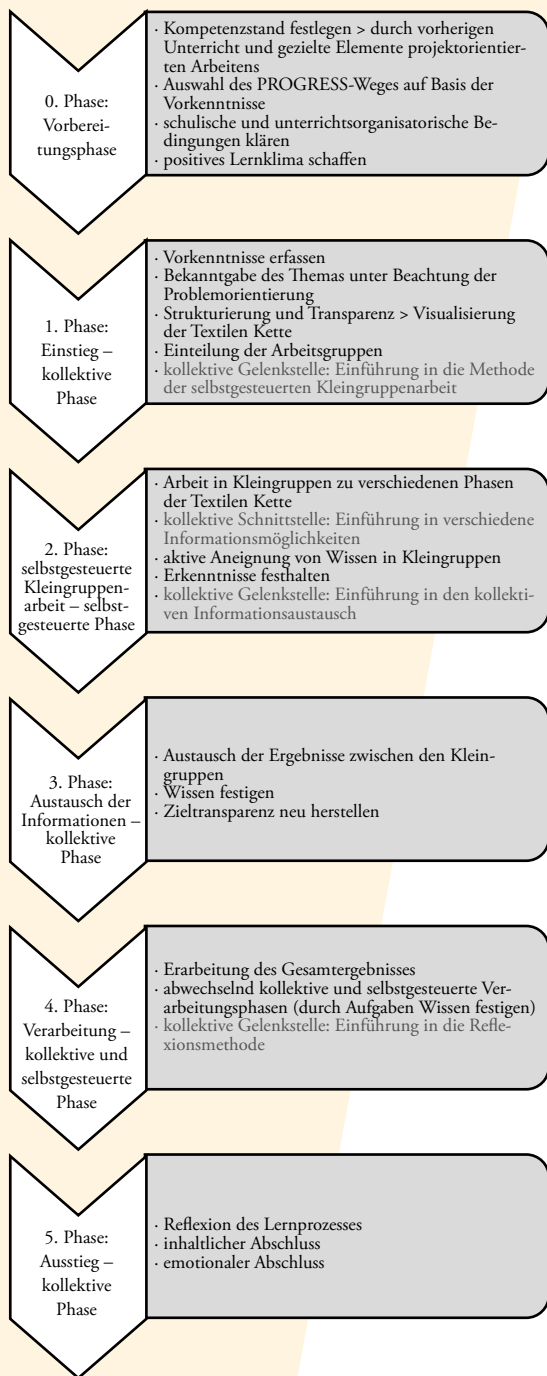 0. Phase:
Vorberei-
tungsphase
· Kompetenzstand festlegen > durch vorherigen
Unterricht und gezielte Elemente projektorientier-
ten Arbeitens
· Auswahl des PROGRESS-Weges auf Basis der
Vorkenntnisse
· schulische und unterrichtsorganisatorische Be-
dingungen klären
· positives Lernklima schaffen
1. Phase:
Einstieg –
kollektive
Phase
· Vorkenntnisse erfassen
· Bekanntgabe des Themas unter Beachtung der
Problemorientierung
· Strukturierung und Transparenz > Visualisierung
der Textilen Kette
· Einteilung der Arbeitsgruppen
· kollektive Gelenkstelle: Einführung in die Methode
der selbstgesteuerten Kleingruppenarbeit
2. Phase:
selbstgesteuerte
Kleingruppen-
arbeit – selbst-
gesteuerte Phase
· Arbeit in Kleingruppen zu verschiedenen Phasen
der Textilen Kette
· kollektive Schnittstelle: Einführung in verschiedene
Informationsmöglichkeiten
· aktive Aneignung von Wissen in Kleingruppen
· Erkenntnisse festhalten
· kollektive Gelenkstelle: Einführung in den kollekti-
ven Informationsaustausch
3. Phase:
Austausch der
Informationen –
kollektive
Phase
· Austausch der Ergebnisse zwischen den Klein-
gruppen
· Wissen festigen
· Zieltransparenz neu herstellen
4. Phase:
Verarbeitung –
kollektive und
selbstgesteuerte
Phase
· Erarbeitung des Gesamtergebnisses
· abwechselnd kollektive und selbstgesteuerte Ver-
arbeitungsphasen (durch Aufgaben Wissen festigen)
· kollektive Gelenkstelle: Einführung in die Refle-
xionsmethode
5. Phase:
Ausstieg –
kollektive
Phase
· Reflexion des Lernprozesses
· inhaltlicher Abschluss
· emotionaler Abschluss